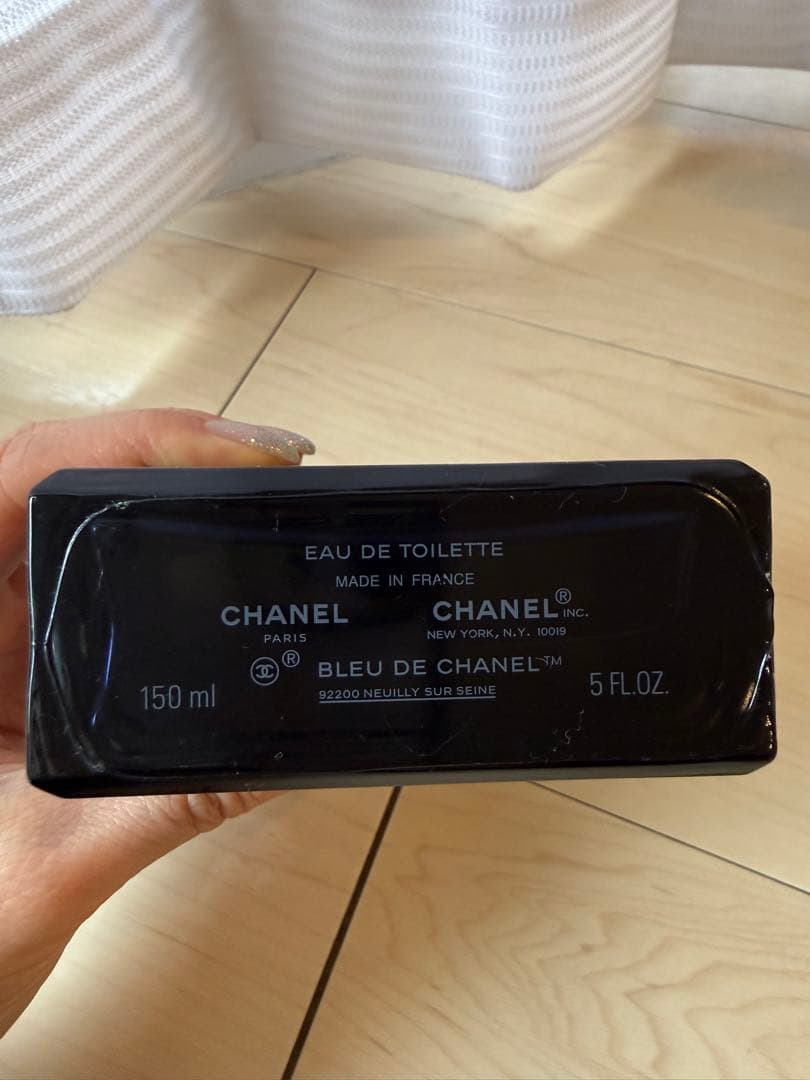 EAU DE TOILETTE
MADE IN FRANCE
CHANEL CHANEL® INC.
PARIS NEW YORK, N.Y. 10019
® BLEU DE CHANEL™
92200 NEUILLY SUR SEINE
150 ml 5 FL.OZ.